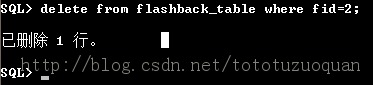 SQL> delete from flashback_table where fid=2;
已删除 1 行。
SQL>
http://blog.csdn.net/tototuzuoquan